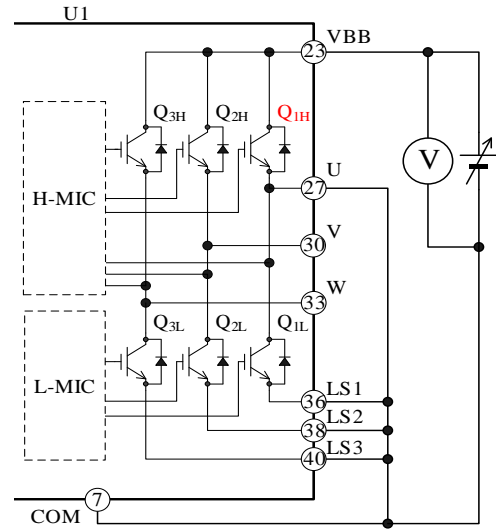 U1
23 VBB
Q3H Q2H Q1H
V
H-MIC
27 U
30 V
33 W
Q3L Q2L Q1L
L-MIC
36 LS1
38 LS2
40 LS3
COM 7